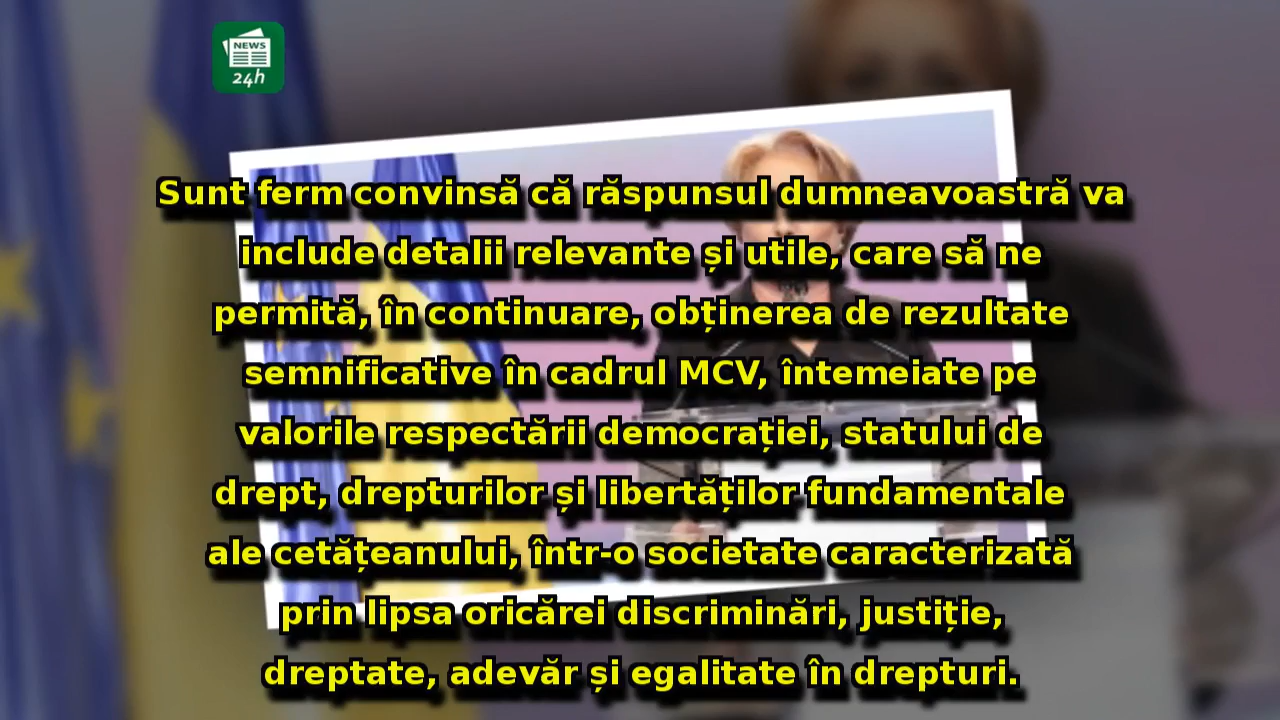 NEWS
24h
Sunt ferm convinsă că răspunsul dumneavoastră va
include detalii relevante și utile, care să ne
permită, în continuare, obținerea de rezultate
semnificative în cadrul MCV, întemeiate pe
valorile respectării democrației, statului de
drept, drepturilor și libertăților fundamentale
ale cetățeanului, într-o societate caracterizată
prin lipsa oricărei discriminări, justiție,
dreptate, adevăr și egalitate în drepturi.